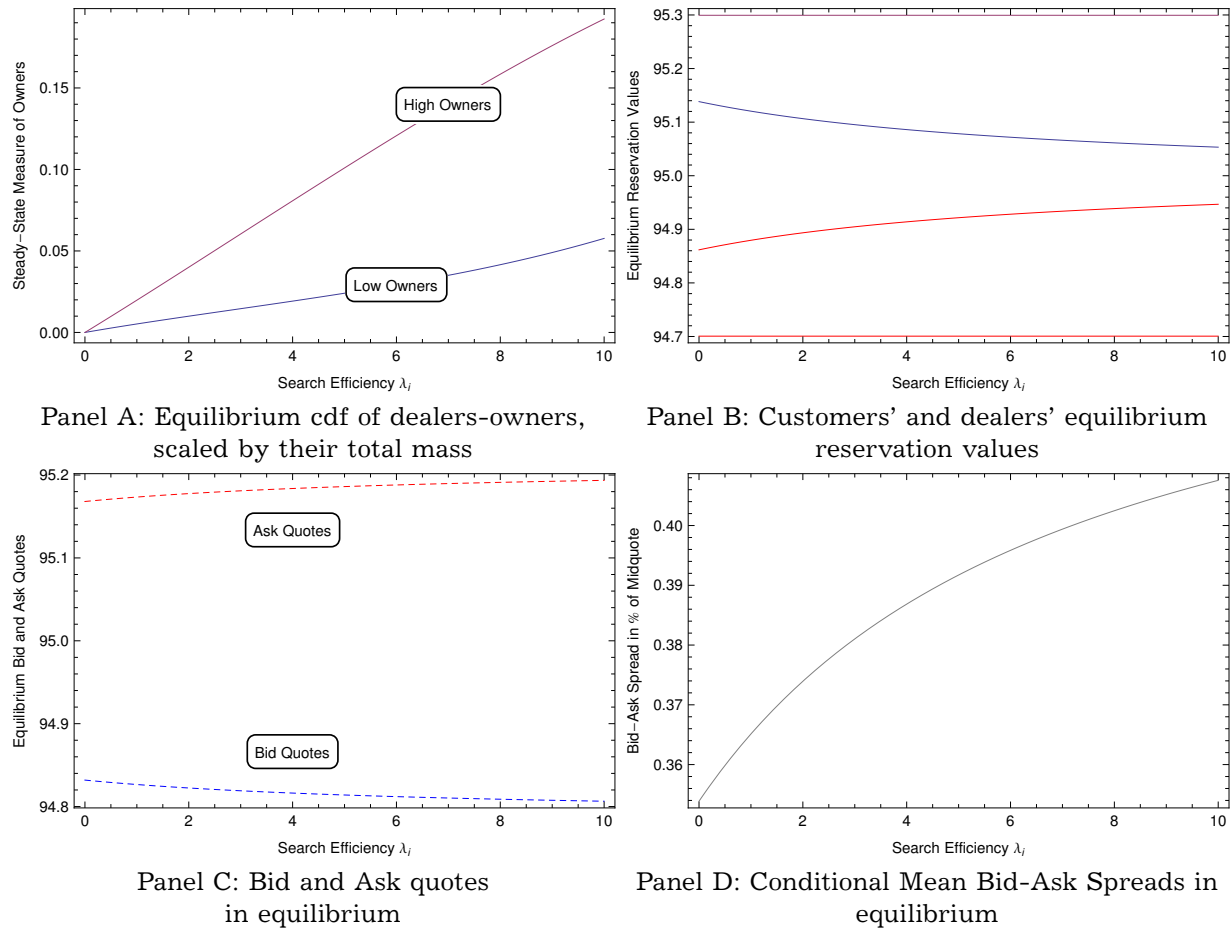 Steady−State Measure of Owners
0.15
0.10
0.05
0.00
High Owners
Low Owners
0 2 4 6 8 10
Search Efficiency λi
Panel A: Equilibrium cdf of dealers-owners,
scaled by their total mass
Equilibrium Reservation Values
95.3
95.2
95.1
95.0
94.9
94.8
94.7
0 2 4 6 8 10
Search Efficiency λi
Panel B: Customers’ and dealers’ equilibrium
reservation values
Equilibrium Bid and Ask Quotes
95.2
95.1
95.0
94.9
94.8
Ask Quotes
Bid Quotes
0 2 4 6 8 10
Search Efficiency λi
Panel C: Bid and Ask quotes
in equilibrium
Bid−Ask Spread in % of Midquote
0.40
0.39
0.38
0.37
0.36
0 2 4 6 8 10
Search Efficiency λi
Panel D: Conditional Mean Bid-Ask Spreads in
equilibrium